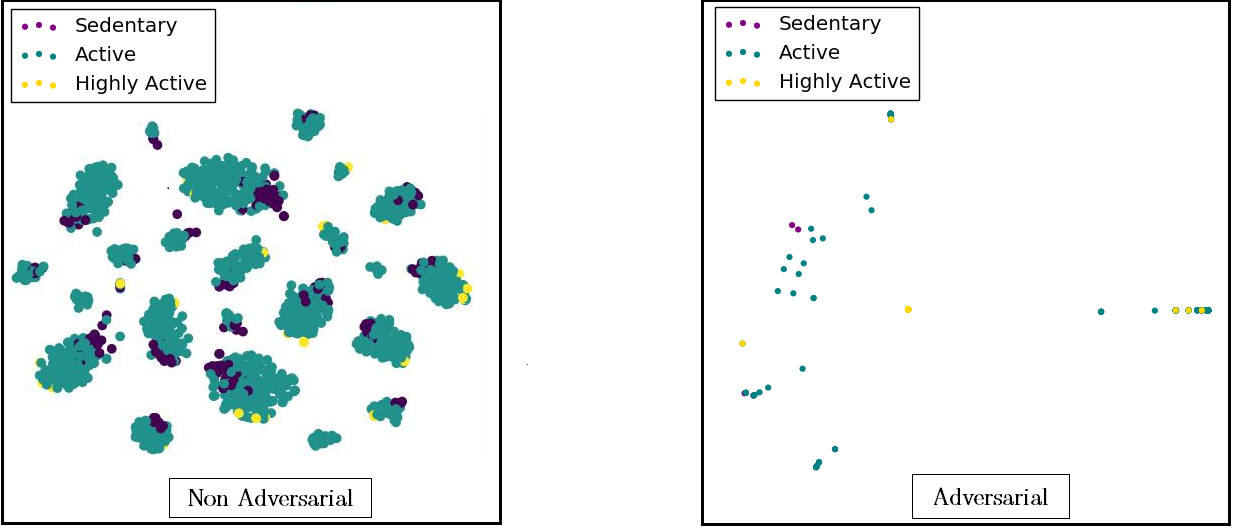 Sedentary
Active
Highly Active
Non Adversarial
Sedentary
Active
Highly Active
Adversarial